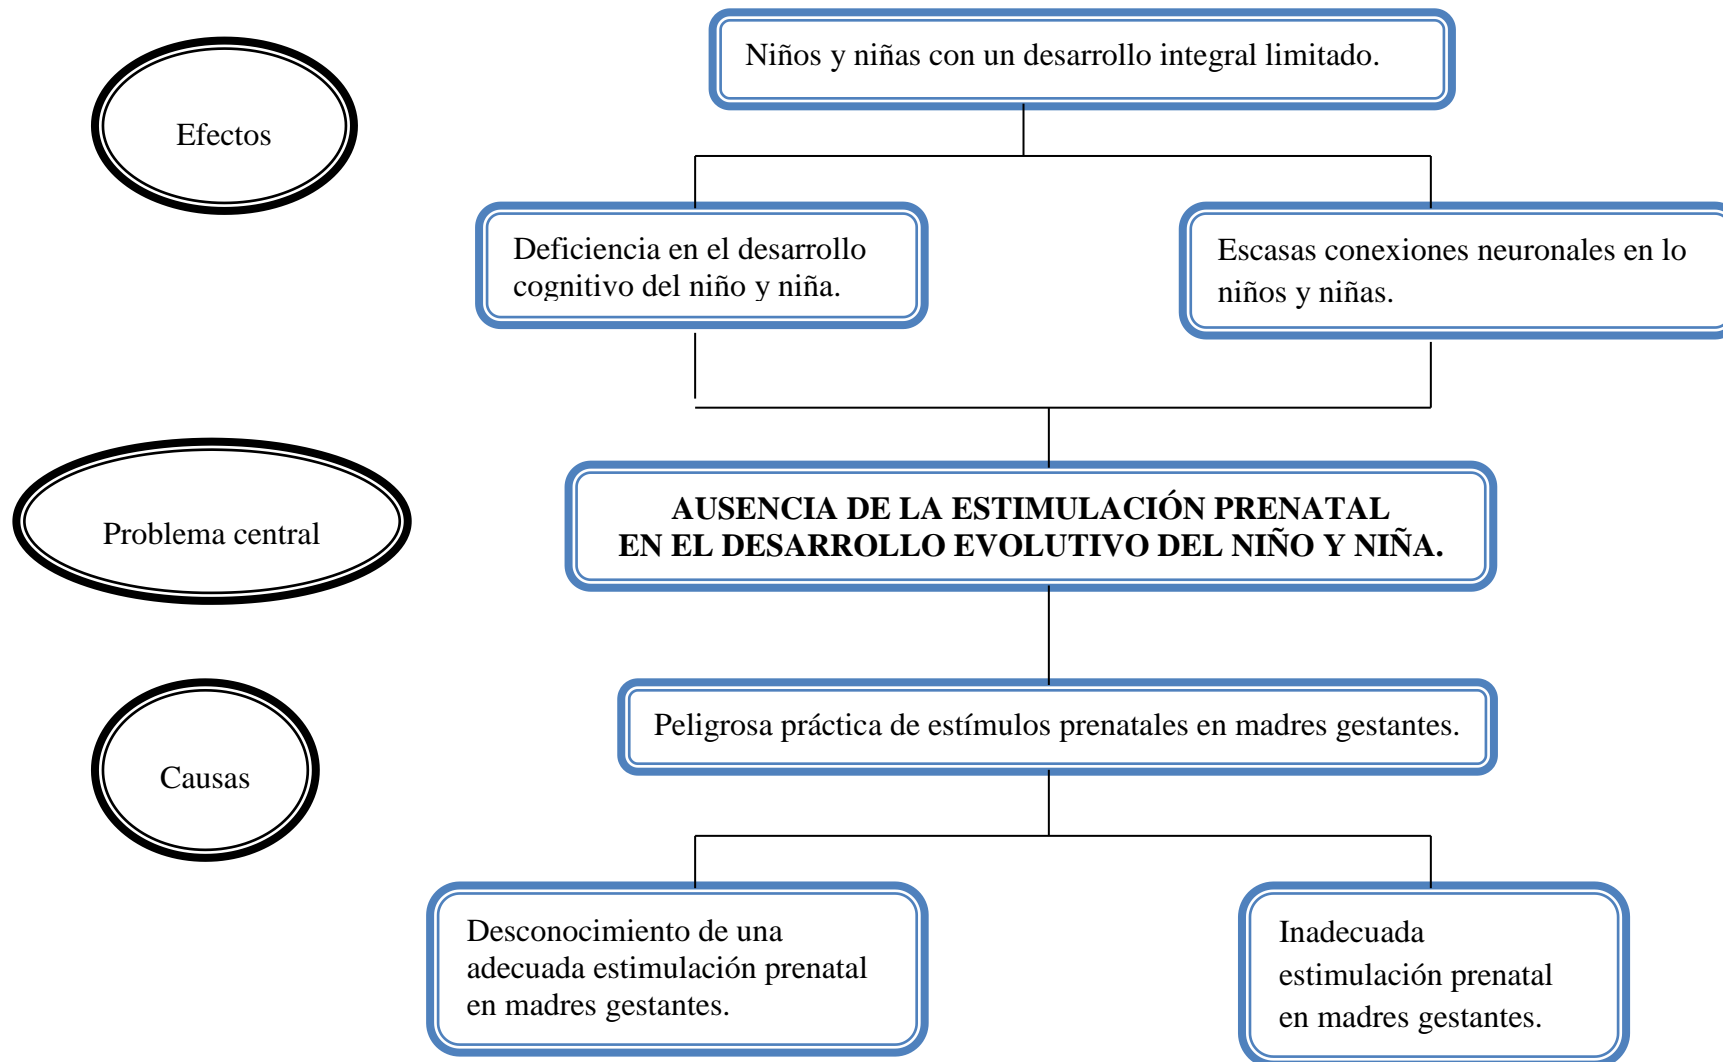 Niños y niñas con un desarrollo integral limitado.
Efectos
Deficiencia en el desarrollo
cognitivo del niño y niña.
Escasas conexiones neuronales en lo
niños y niñas.
Problema central
AUSENCIA DE LA ESTIMULACIÓN PRENATAL
EN EL DESARROLLO EVOLUTIVO DEL NIÑO Y NIÑA.
Peligrosa práctica de estímulos prenatales en madres gestantes.
Causas
Desconocimiento de una
adecuada estimulación prenatal
en madres gestantes.
Inadecuada
estimulación prenatal
en madres gestantes.